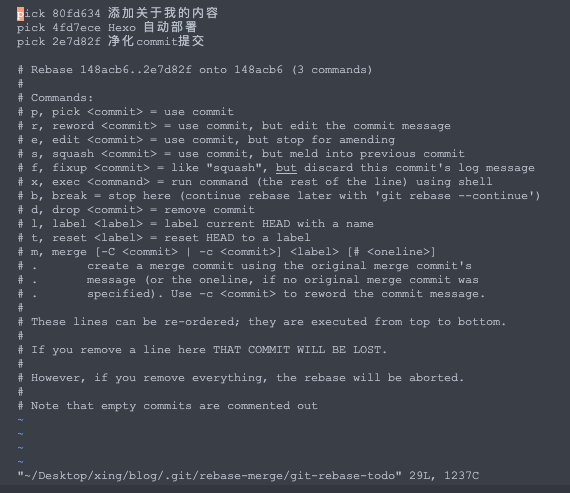 pick 80fd634 添加关于我的内容
pick 4fd7ece Hexo 自动部署
pick 2e7d82f 净化commit提交

# Rebase 148acb6..2e7d82f onto 148acb6 (3 commands)
#
# Commands:
# p, pick <commit> = use commit
# r, reword <commit> = use commit, but edit the commit message
# e, edit <commit> = use commit, but stop for amending
# s, squash <commit> = use commit, but meld into previous commit
# f, fixup <commit> = like "squash", but discard this commit's log message
# x, exec <command> = run command (the rest of the line) using shell
# b, break = stop here (continue rebase later with 'git rebase --continue')
# d, drop <commit> = remove commit
# l, label <label> = label current HEAD with a name
# t, reset <label> = reset HEAD to a label
# m, merge [-C <commit> | -c <commit>] <label> [# <oneline>]
# .       create a merge commit using the original merge commit's
# .       message (or the oneline, if no original merge commit was
# .       specified). Use -c <commit> to reword the commit message.
#
# These lines can be re-ordered; they are executed from top to bottom.
#
# If you remove a line here THAT COMMIT WILL BE LOST.
#
# However, if you remove everything, the rebase will be aborted.
#
# Note that empty commits are commented out
~
~
~
~
"~/Desktop/xing/blog/.git/rebase-merge/git-rebase-todo" 29L, 1237C